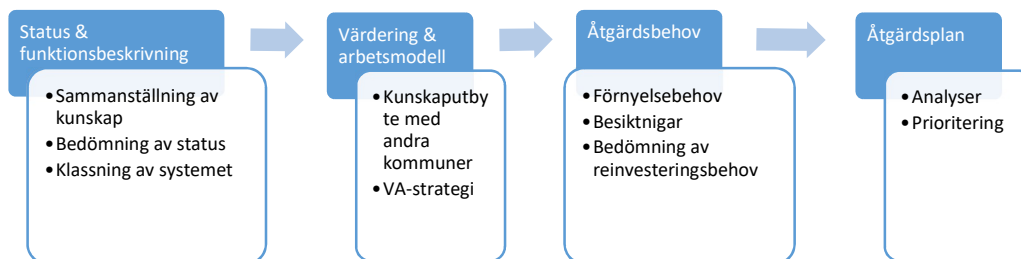 Status &
funktionsbeskrivning
•Sammanställning av
kunskap
•Bedömning av status
•Klassning av systemet
Värdering &
arbetsmodell
•Kunskaputby
te med
andra
kommuner
•VA-strategi
Åtgärdsbehov
•Förnyelsebehov
•Besiktnigar
•Bedömning av
reinvesteringsbehov
Åtgärdsplan
•Analyser
•Prioritering